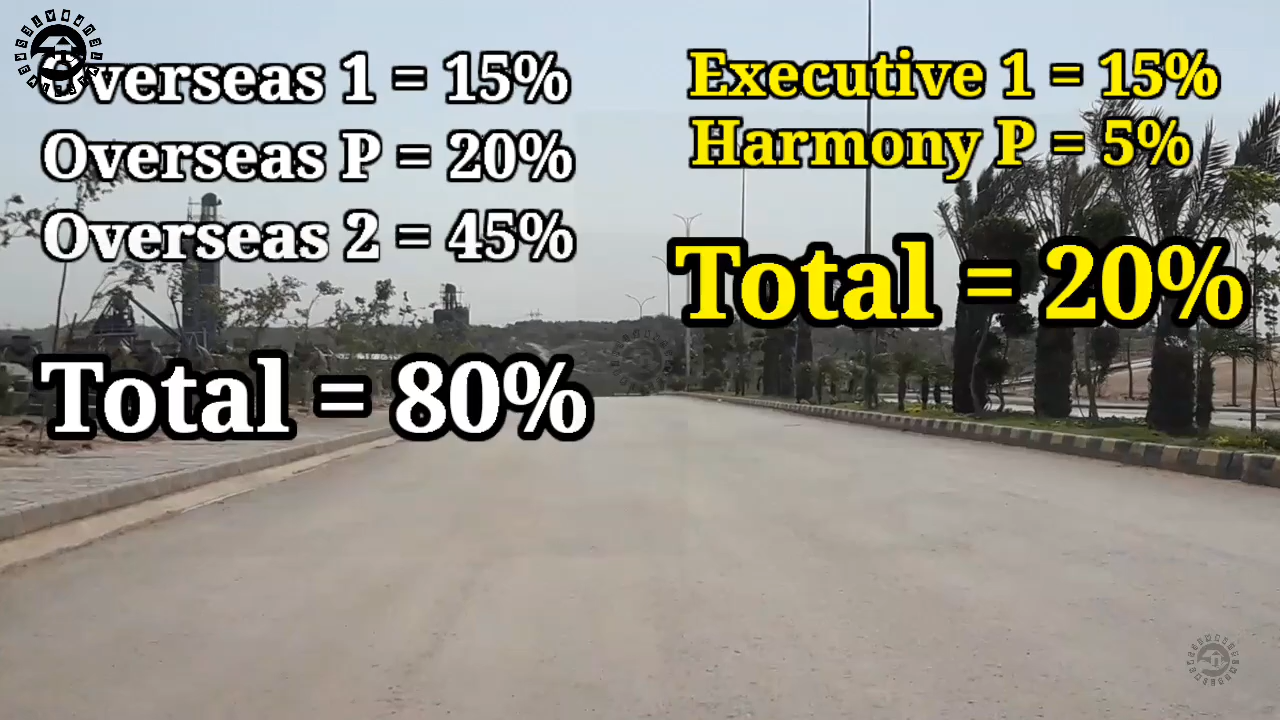 Overseas 1 = 15%
Overseas P = 20%
Overseas 2 = 45%
Total = 80%
Executive 1 = 15%
Harmony P = 5%
Total = 20%